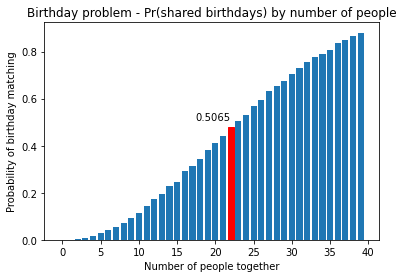 Birthday problem - Pr(shared birthdays) by number of people
Probability of birthday matching
0.8
0.6
0.4
0.2
0.0
0.5065
0 5 10 15 20 25 30 35 40
Number of people together